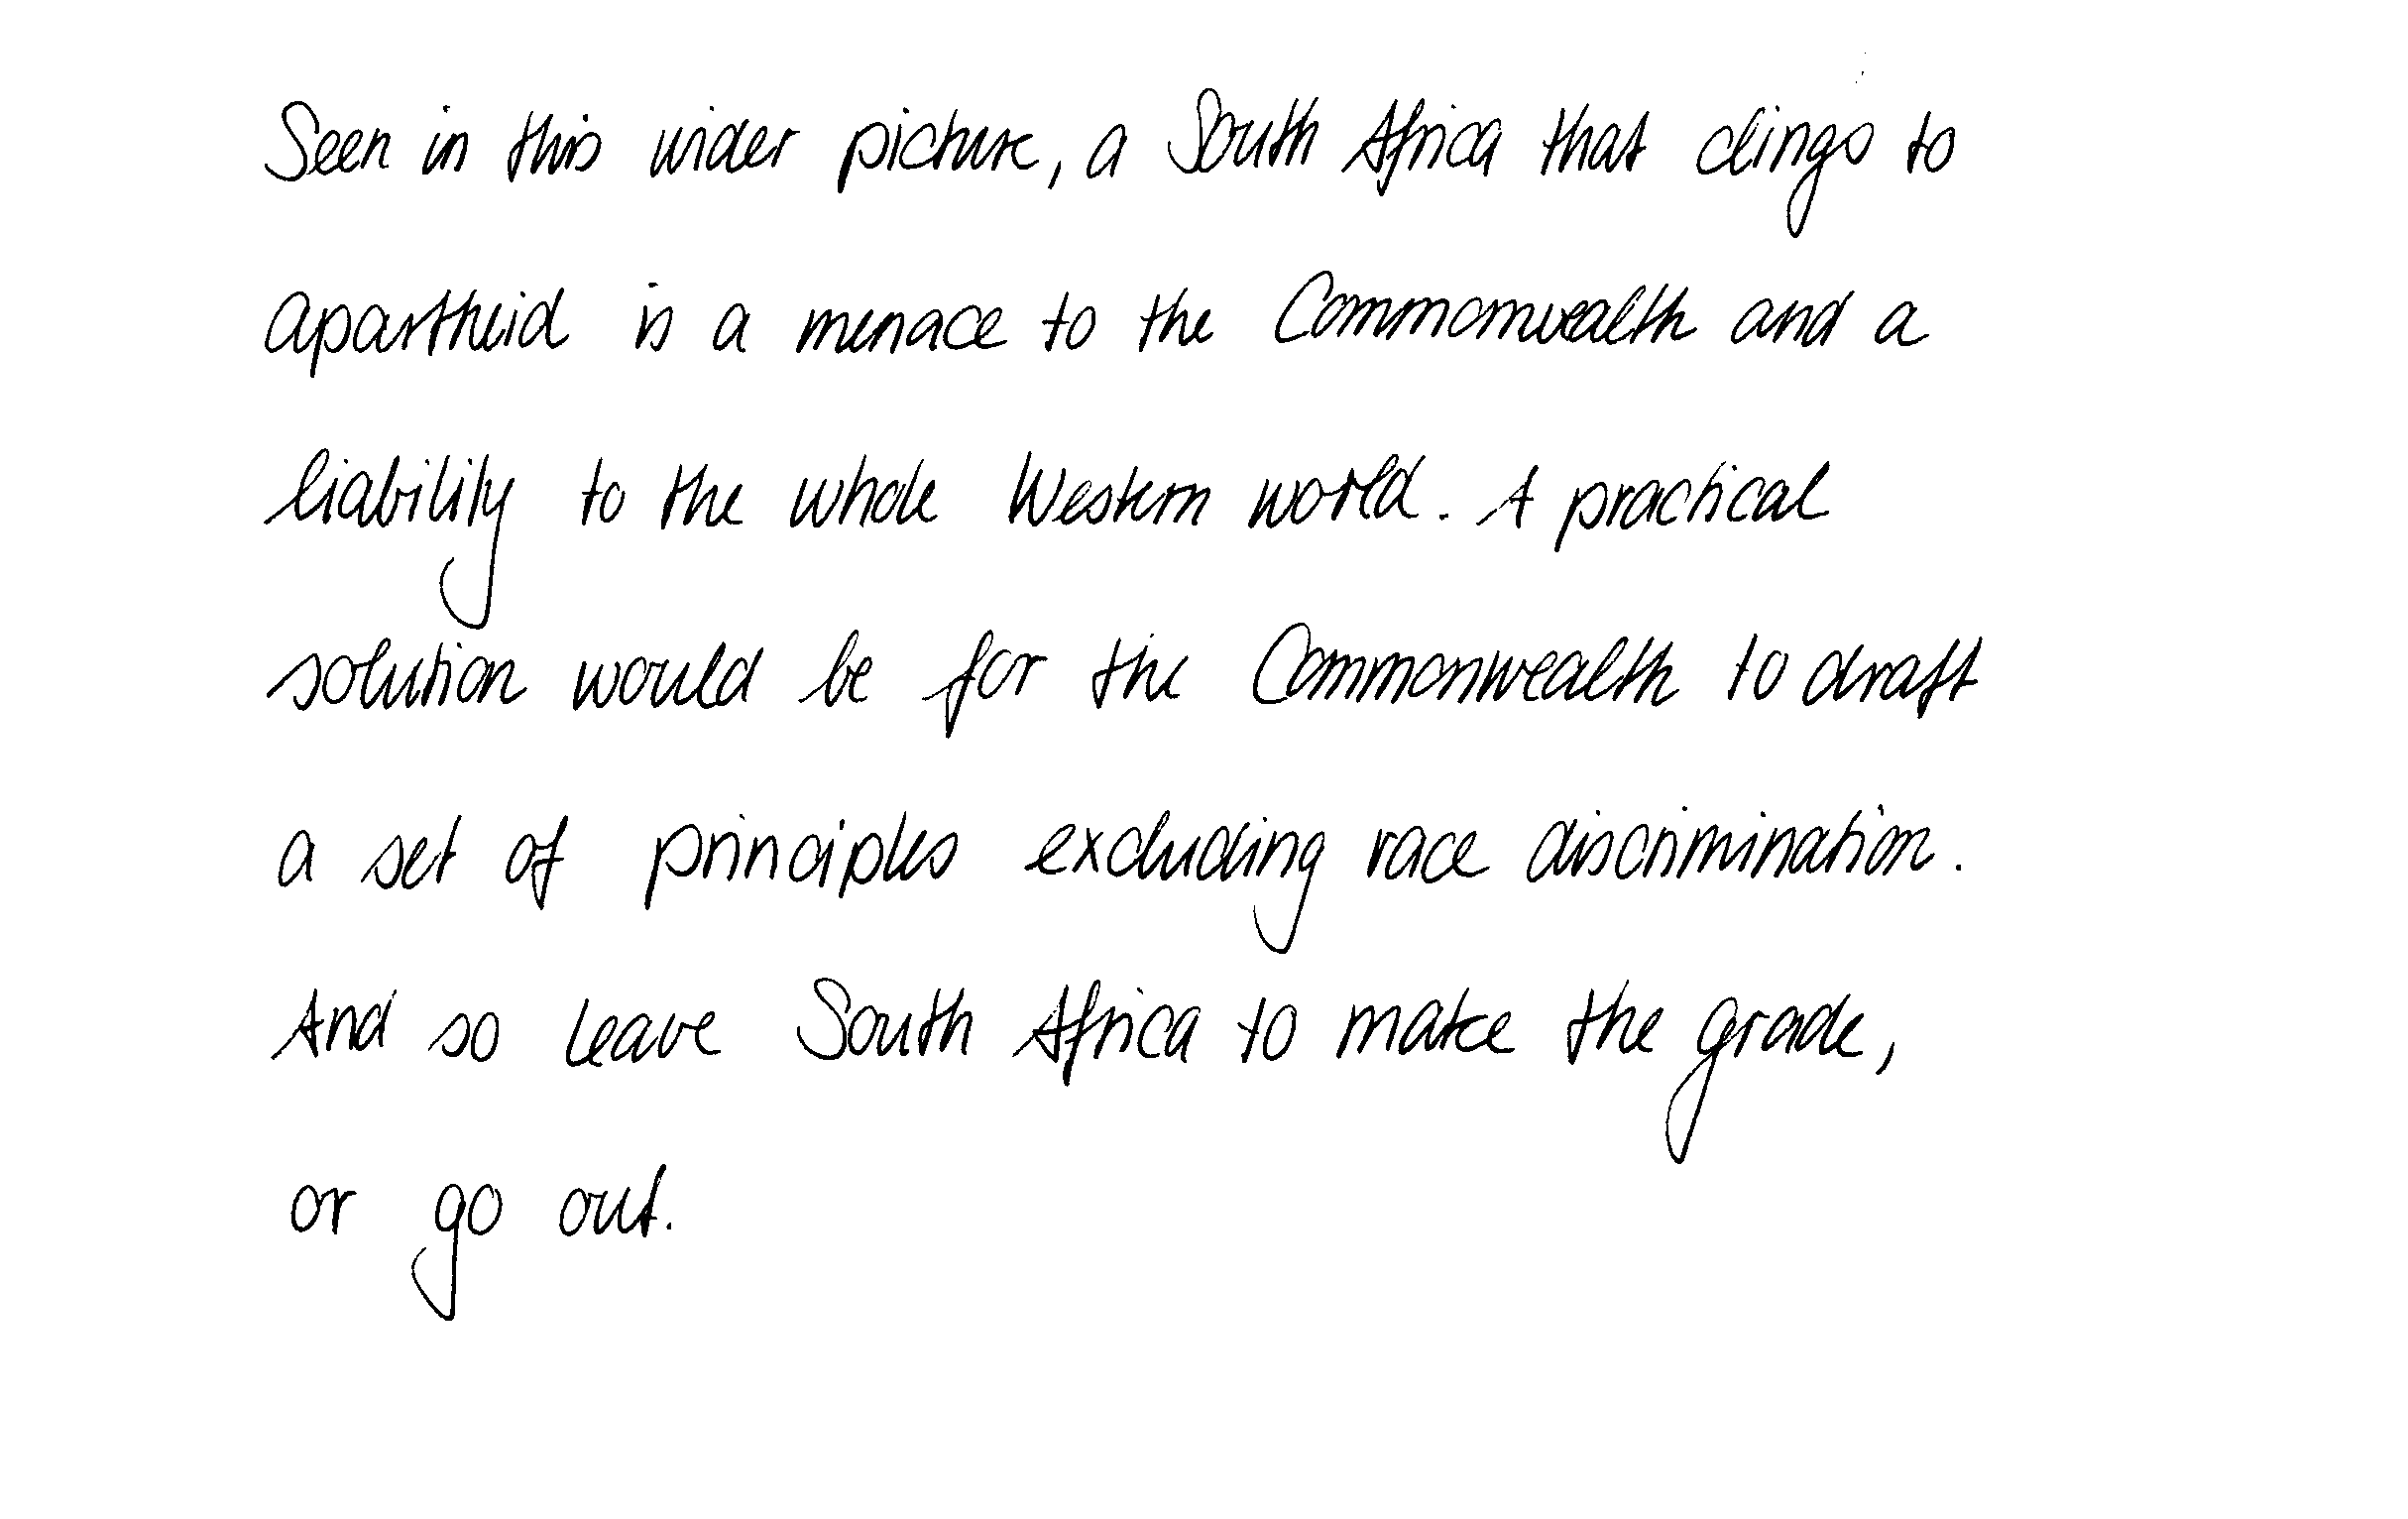 Seen in this wider picture, a South Africa that clings to
apartheid is a menace to the Commonwealth and a
liability to the whole Western world. A practical
solution would be for the Commonwealth to draft
a set of principles excluding race discrimination.
And so leave South Africa to make the grade,
or go out.